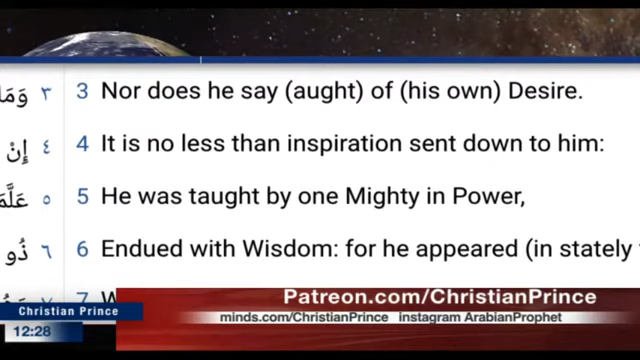 وَمَا ٣ 3 Nor does he say (aught) of (his own) Desire.
إِنْ ٤ 4 It is no less than inspiration sent down to him:
عَلَّمَ ٥ 5 He was taught by one Mighty in Power,
ذُو ٦ 6 Endued with Wisdom: for he appeared (in stately
7 W
Patreon.com/ChristianPrince
Christian Prince
minds.com/ChristianPrince instagram ArabianProphet
12:28